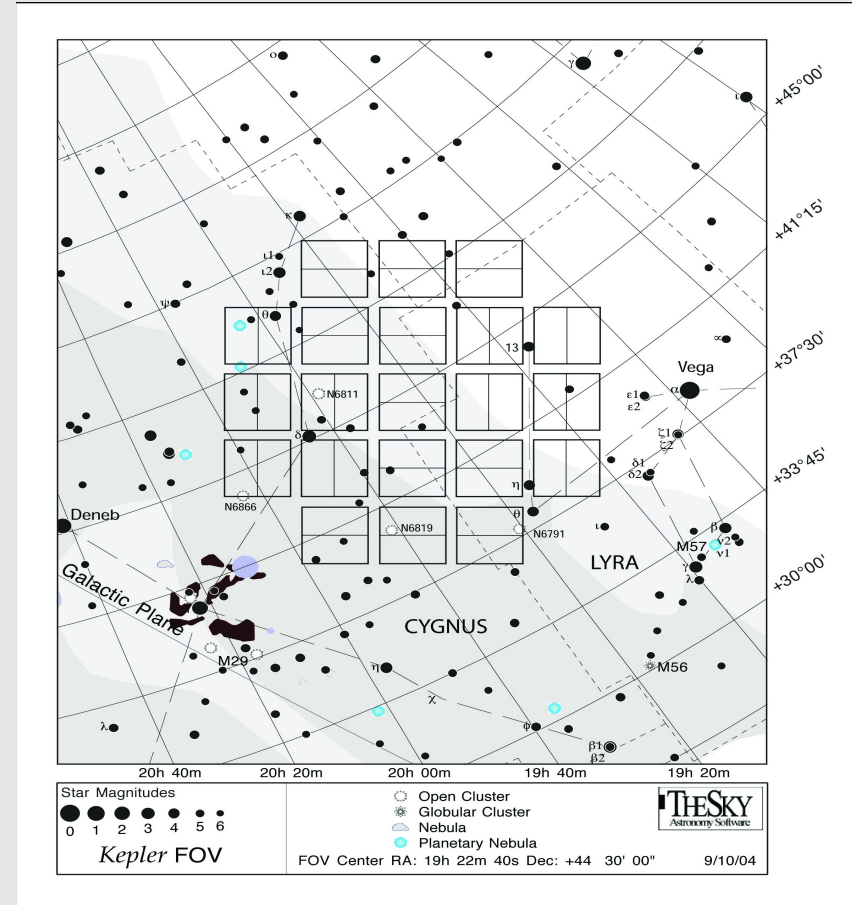 ο
γ
ι
+45°00'
κ
+41°15'
ι1
ι2
ψ
θ
13
+37°30'
∝
Vega
α
ε1
ε2
N6811
δ
ζ1
ζ2
+33°45'
δ1
δ2
η
N6866
θ
Deneb
N6819
N6791
ι
β
ν2
ν1
M57
LYRA
γ
λ
+30°00'
Galactic Plane
CYGNUS
M29
η
M56
χ
λ
φ
β1
β2
20h 40m
20h 20m
20h 00m
19h 40m
19h 20m
Star Magnitudes
0 1 2 3 4 5 6
Kepler FOV
Open Cluster
Globular Cluster
Nebula
Planetary Nebula
FOV Center RA: 19h 22m 40s Dec: +44 30' 00"
9/10/04
THESKY
Astronomy Software